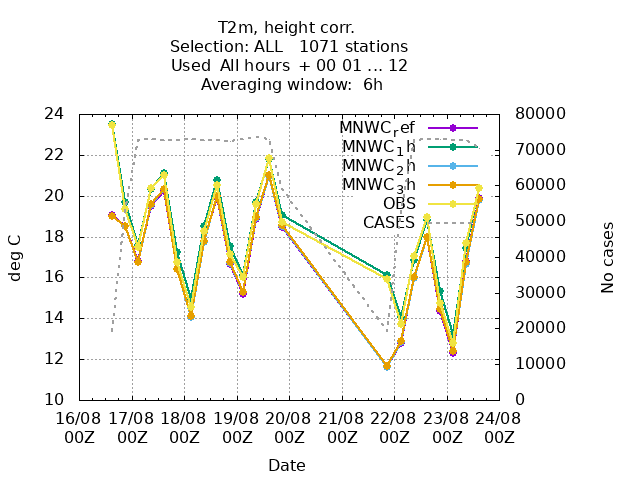 T2m, height corr.
Selection: ALL   1071 stations
Used  All hours  + 00 01 ... 12
Averaging window:  6h
24
22
20
18
16
14
12
10
deg C
80000
70000
60000
50000
40000
30000
20000
10000
0
No cases
MNWC_ref
MNWC_1h
MNWC_2h
MNWC_3h
OBS
CASES
16/08 17/08 18/08 19/08 20/08 21/08 22/08 23/08 24/08
00Z 00Z 00Z 00Z 00Z 00Z 00Z 00Z 00Z
Date